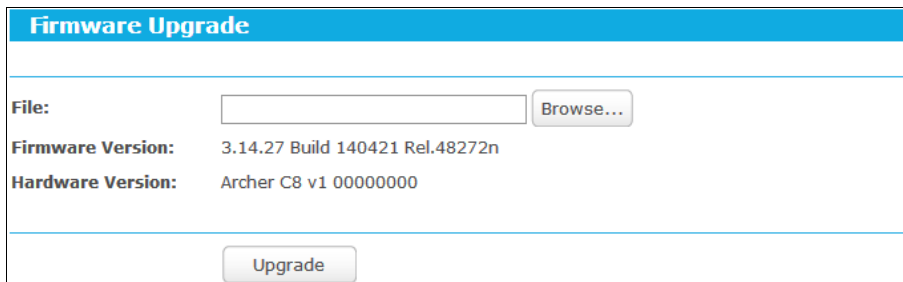 Firmware Upgrade
File: Browse...
Firmware Version: 3.14.27 Build 140421 Rel.48272n
Hardware Version: Archer C8 v1 00000000
Upgrade